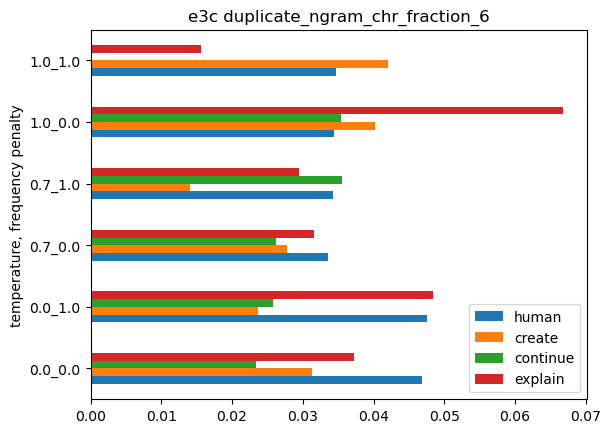 e3c duplicate_ngram_chr_fraction_6
temperature, frequency penalty
1.0_1.0
1.0_0.0
0.7_1.0
0.7_0.0
0.0_1.0
0.0_0.0
human
create
continue
explain
0.00 0.01 0.02 0.03 0.04 0.05 0.06 0.07